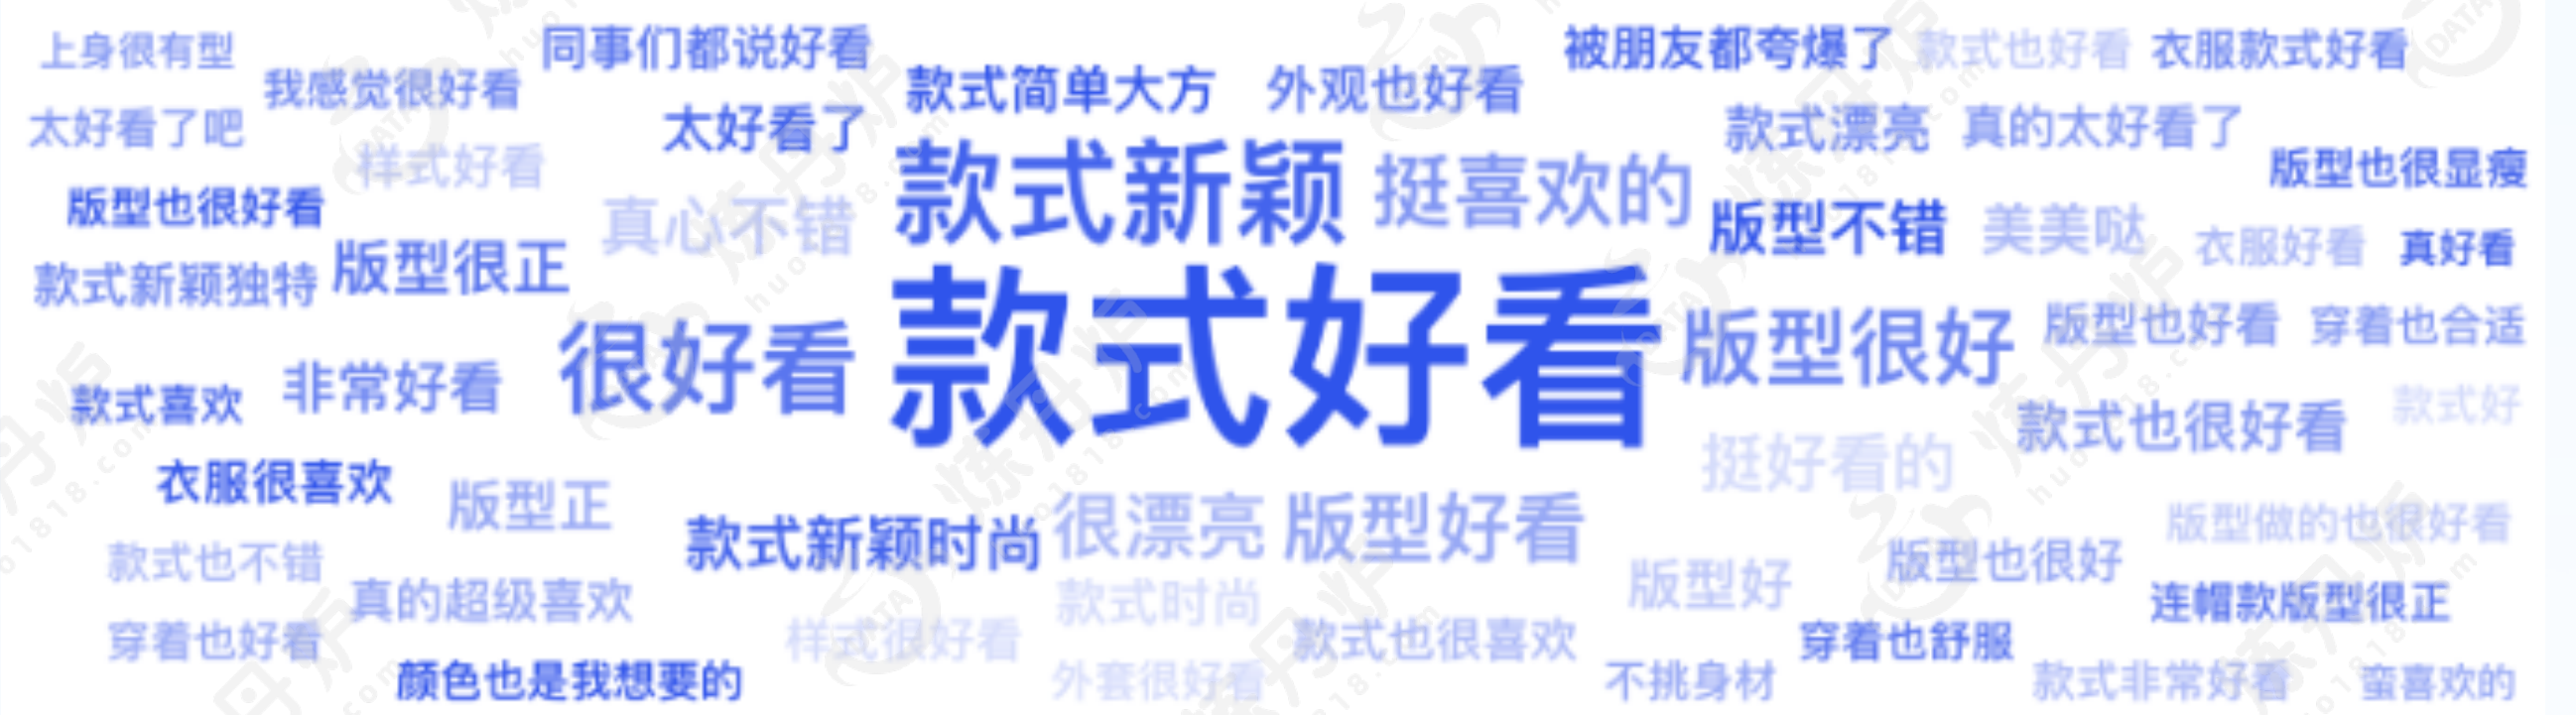 上身很有型
同事们都说好看
被朋友都夸爆了
款式也好看
衣服款式好看
我感觉很好看
款式简单大方
外观也好看
太好看了吧
太好看了
款式漂亮
真的太好看了
样式好看
版型也很显瘦
款式新颖
挺喜欢的
版型也很好看
真心不错
版型不错
美美哒
衣服好看
真好看
款式新颖独特
版型很正
款式好看
很好看
版型很好
版型也好看
穿着也合适
款式喜欢
非常好看
款式也很好看
款式好
挺好看的
衣服很喜欢
版型正
款式新颖时尚
很漂亮
版型好看
版型做的也很好看
款式也不错
版型好
版型也很好
真的超级喜欢
款式时尚
连帽款版型很正
穿着也好看
样式很好看
款式也很喜欢
穿着也舒服
颜色也是我想要的
外套很好看
不挑身材
款式非常好看
蛮喜欢的
炼丹炉
huo1818.com
DATA